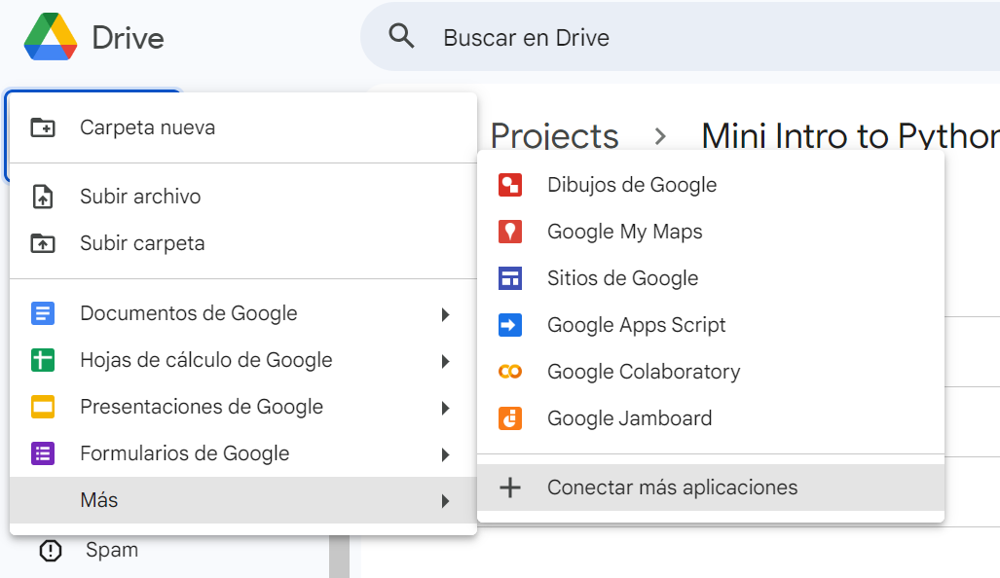 Drive
Buscar en Drive
Projects
Mini Intro to Python
Carpeta nueva
Subir archivo
Subir carpeta
Documentos de Google
Hojas de cálculo de Google
Presentaciones de Google
Formularios de Google
Más
Spam
Dibujos de Google
Google My Maps
Sitios de Google
Google Apps Script
Google Colaboratory
Google Jamboard
Conectar más aplicaciones